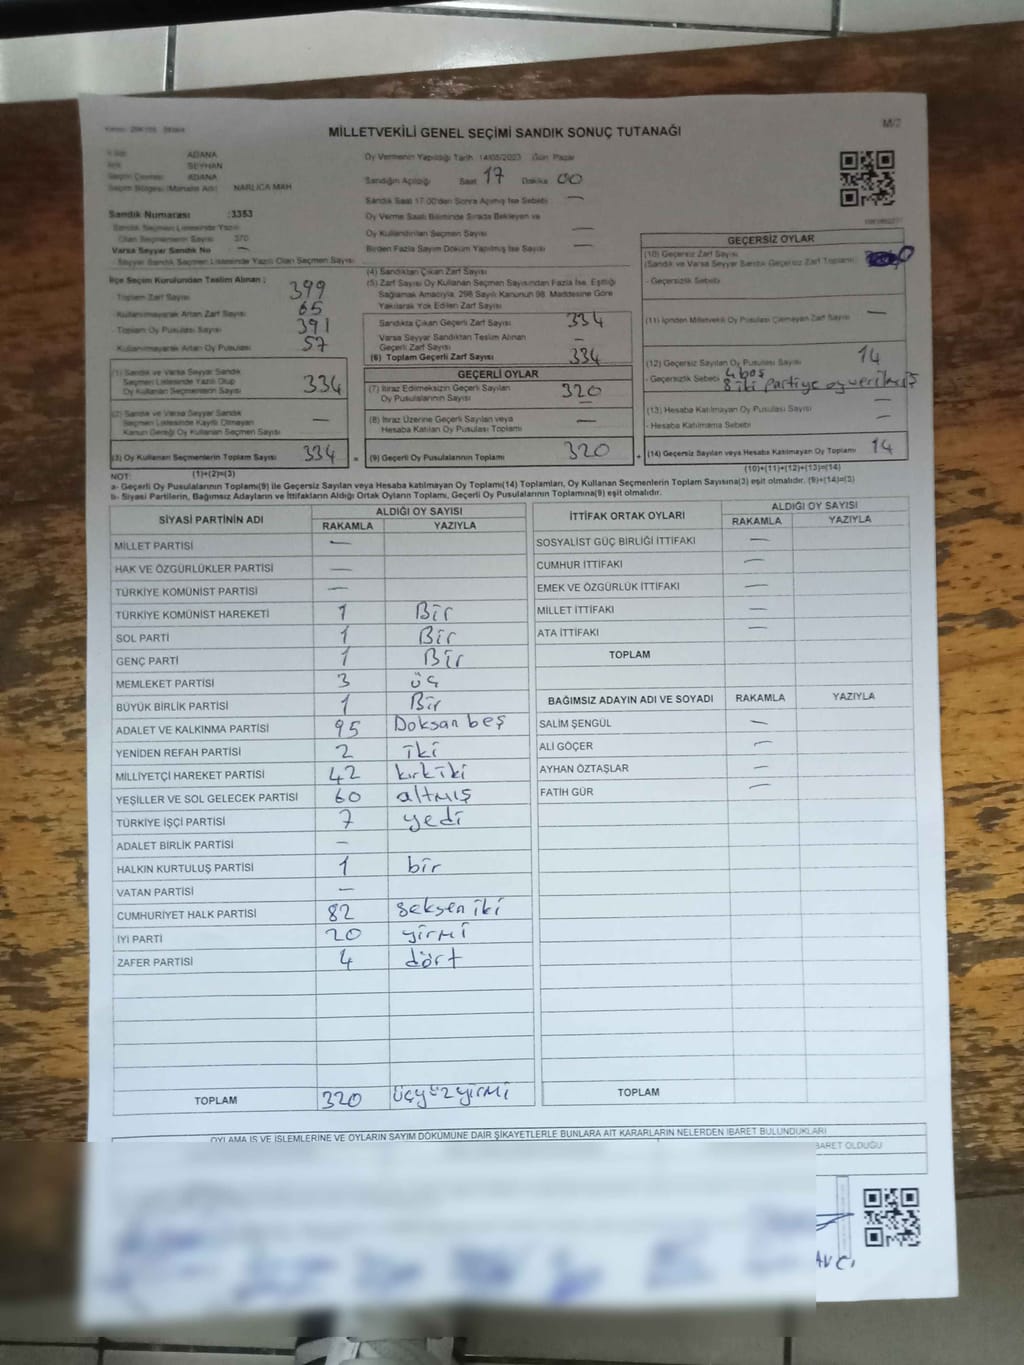 MİLLETVEKİLİ GENEL SEÇİMİ SANDIK SONUÇ TUTANAĞI
M/2
ADANA
SEYHAN
ADANA
NARLICA MAH
Oy Vermenin Yapıldığı Tarih 14/05/2023 Gün Pazar
Sandığın Açıldığı Saat 17 Dakika 00
Sandık Saat 17.00'den Sonra Açılmış İse Sebebi —
Oy Verme Saati Bitiminde Sırada Bekleyen ve
Oy Kullandırılan Seçmen Sayısı —
Birden Fazla Sayım Döküm Yapılmış İse Sayısı —
Sandık Numarası :3353
Sandık Seçmen Listesinde Yazılı
Olan Seçmenlerin Sayısı 370
Varsa Seyyar Sandık No —
Seyyar Sandık Seçmen Listesinde Yazılı Olan Seçmen Sayısı
İlçe Seçim Kurulundan Teslim Alınan :
Toplam Zarf Sayısı 399
Kullanılmayarak Artan Zarf Sayısı 65
Toplam Oy Pusulası Sayısı 391
Kullanılmayarak Artan Oy Pusulası 57
(1) Sandık ve Varsa Seyyar Sandık
Seçmen Listesinde Yazılı Olup
Oy Kullanan Seçmenlerin Sayısı 334
(2) Sandık ve Varsa Seyyar Sandık
Seçmen Listesinde Kayıtlı Olmayan
Kanun Gereği Oy Kullanan Seçmen Sayısı —
(3) Oy Kullanan Seçmenlerin Toplam Sayısı 334 =
(1)+(2)=(3)
(4) Sandıktan Çıkan Zarf Sayısı
(5) Zarf Sayısı Oy Kullanan Seçmen Sayısından Fazla İse, Eşitliği
Sağlamak Amacıyla, 298 Sayılı Kanunun 98. Maddesine Göre
Yakılarak Yok Edilen Zarf Sayısı
Sandıkta Çıkan Geçerli Zarf Sayısı 334
Varsa Seyyar Sandıktan Teslim Alınan
Geçerli Zarf Sayısı —
(6) Toplam Geçerli Zarf Sayısı 334
GEÇERLİ OYLAR
(7) İtiraz Edilmeksizin Geçerli Sayılan
Oy Pusulalarının Sayısı 320
(8) İtiraz Üzerine Geçerli Sayılan veya
Hesaba Katılan Oy Pusulası Toplamı —
(9) Geçerli Oy Pusulalarının Toplamı 320 +
GEÇERSİZ OYLAR
(10) Geçersiz Zarf Sayısı
(Sandık ve Varsa Seyyar Sandık Geçersiz Zarf Toplamı) 0
- Geçersizlik Sebebi
(11) İçinden Milletvekili Oy Pusulası Çıkmayan Zarf Sayısı —
(12) Geçersiz Sayılan Oy Pusulası Sayısı 14
- Geçersizlik Sebebi 4 boş
8 iki partiye oy verilmiş
(13) Hesaba Katılmayan Oy Pusulası Sayısı —
- Hesaba Katılmama Sebebi —
(14) Geçersiz Sayılan veya Hesaba Katılmayan Oy Toplamı 14
(10)+(11)+(12)+(13)=(14)
NOT:
a- Geçerli Oy Pusulalarının Toplamı(9) ile Geçersiz Sayılan veya Hesaba katılmayan Oy Toplamı(14) Toplamları, Oy Kullanan Seçmenlerin Toplam Sayısına(3) eşit olmalıdır. (9)+(14)=(3)
b- Siyasi Partilerin, Bağımsız Adayların ve İttifakların Aldığı Ortak Oyların Toplamı, Geçerli Oy Pusulalarının Toplamına(9) eşit olmalıdır.
SİYASİ PARTİNİN ADI ALDIĞI OY SAYISI
RAKAMLA YAZIYLA
MİLLET PARTİSİ —
HAK VE ÖZGÜRLÜKLER PARTİSİ —
TÜRKİYE KOMÜNİST PARTİSİ —
TÜRKİYE KOMÜNİST HAREKETİ 1 Bir
SOL PARTİ 1 Bir
GENÇ PARTİ 1 Bir
MEMLEKET PARTİSİ 3 üç
BÜYÜK BİRLİK PARTİSİ 1 Bir
ADALET VE KALKINMA PARTİSİ 95 Doksan beş
YENİDEN REFAH PARTİSİ 2 iki
MİLLİYETÇİ HAREKET PARTİSİ 42 kırkiki
YEŞİLLER VE SOL GELECEK PARTİSİ 60 altmış
TÜRKİYE İŞÇİ PARTİSİ 7 yedi
ADALET BİRLİK PARTİSİ —
HALKIN KURTULUŞ PARTİSİ 1 bir
VATAN PARTİSİ —
CUMHURİYET HALK PARTİSİ 82 seksen iki
İYİ PARTİ 20 yirmi
ZAFER PARTİSİ 4 dört
TOPLAM 320 üçyüzyirmi
İTTİFAK ORTAK OYLARI ALDIĞI OY SAYISI
RAKAMLA YAZIYLA
SOSYALİST GÜÇ BİRLİĞİ İTTİFAKI —
CUMHUR İTTİFAKI —
EMEK VE ÖZGÜRLÜK İTTİFAKI —
MİLLET İTTİFAKI —
ATA İTTİFAKI —
TOPLAM
BAĞIMSIZ ADAYIN ADI VE SOYADI RAKAMLA YAZIYLA
SALİM ŞENGÜL —
ALİ GÖÇER —
AYHAN ÖZTAŞLAR —
FATİH GÜR —
TOPLAM
OYLAMA İŞ VE İŞLEMLERİNE VE OYLARIN SAYIM DÖKÜMÜNE DAİR ŞİKAYETLERLE BUNLARA AİT KARARLARIN NELERDEN İBARET BULUNDUKLARI
BARET OLDUĞU
AVCI